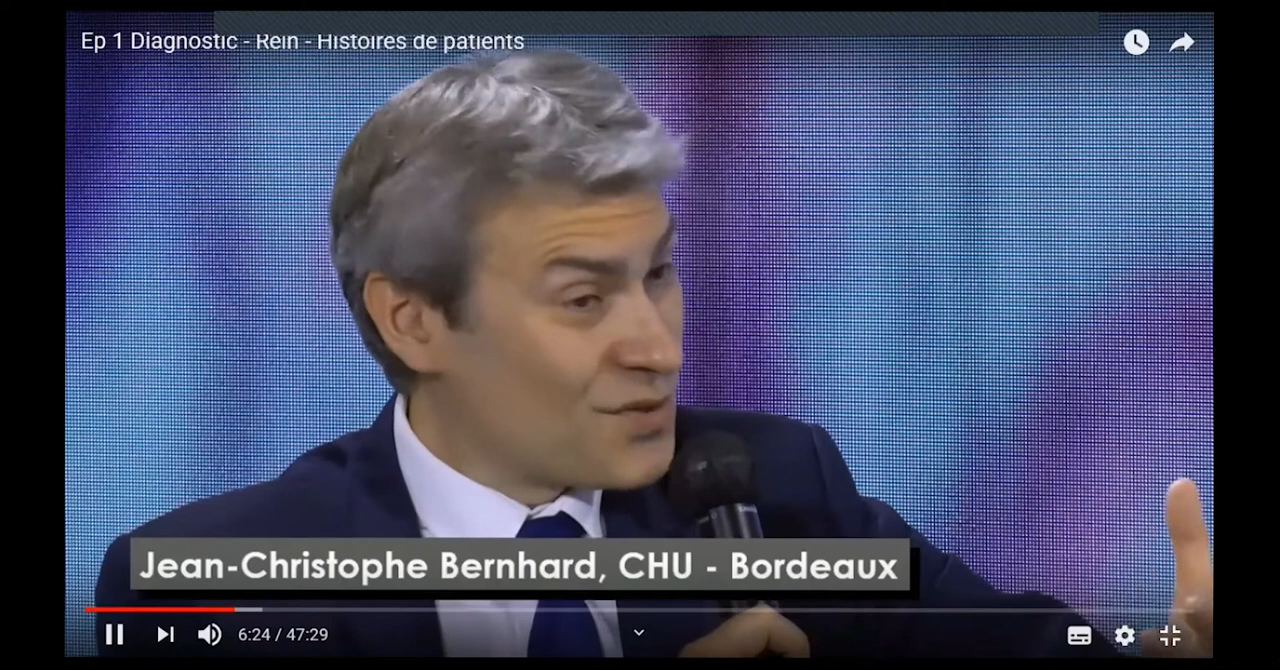 Ep 1 Diagnostic - Rein - Histoires de patients
Jean-Christophe Bernhard, CHU - Bordeaux
6:24 / 47:29